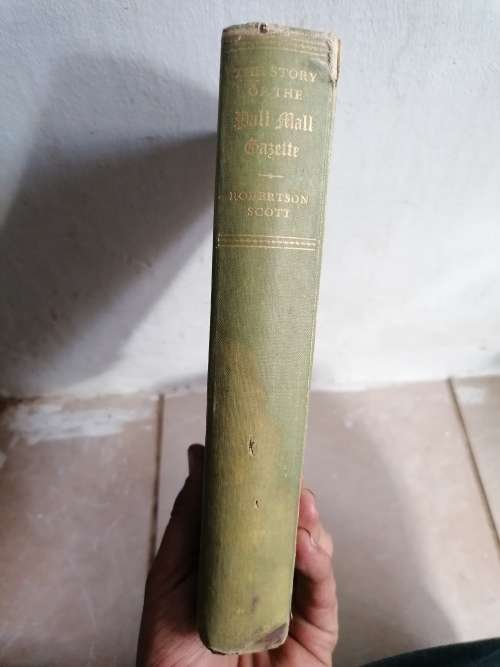 THE STORY
OF THE
Pall Mall
Gazette
ROBERTSON
SCOTT